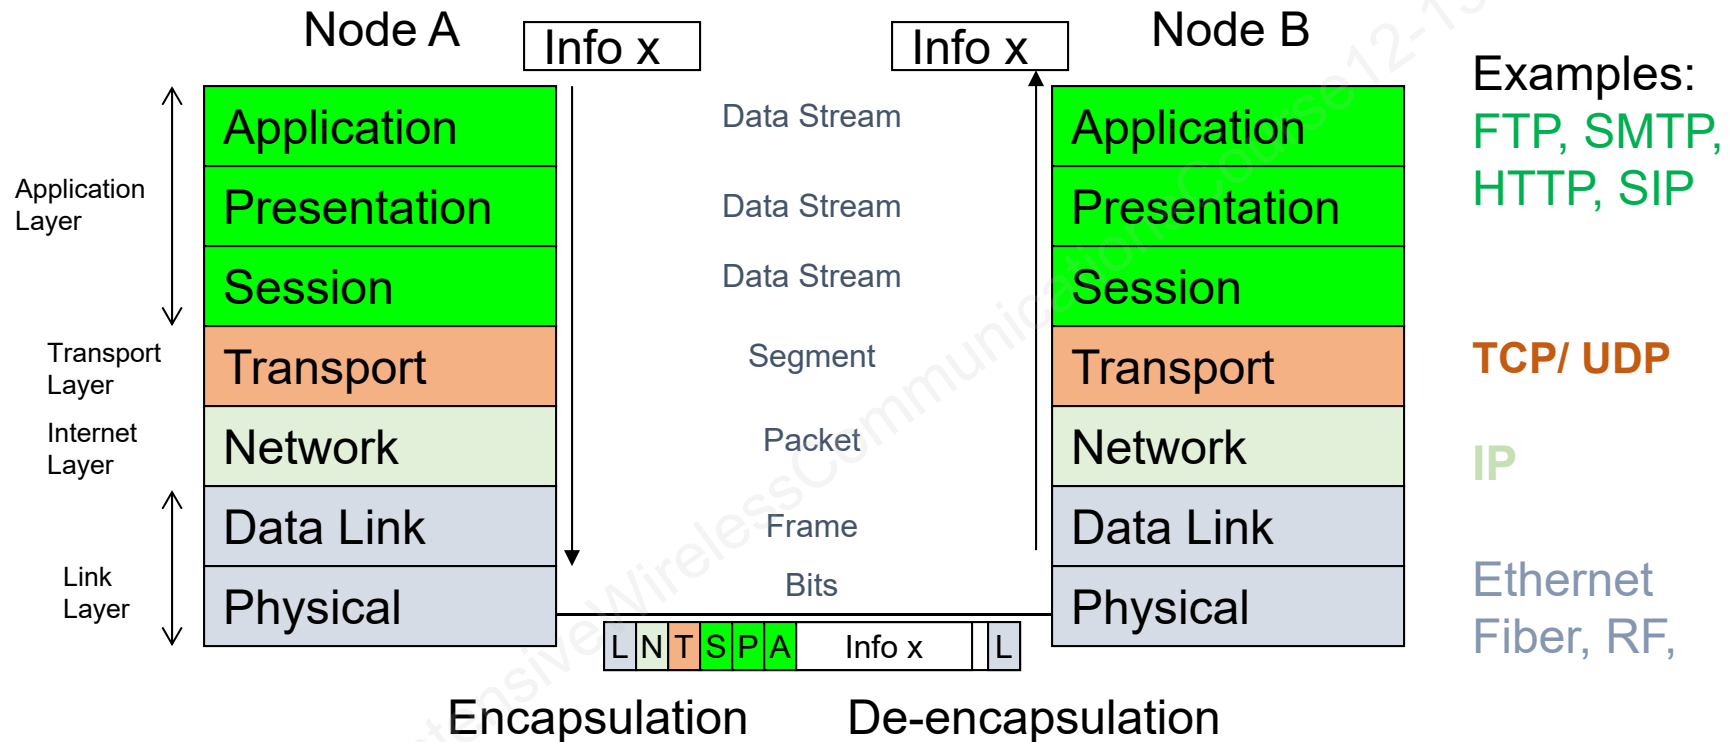 Node A
Info x
Info x
Node B
Examples:
FTP, SMTP,
HTTP, SIP
Application
Layer
Application
Data Stream
Application
Presentation
Data Stream
Presentation
Session
Data Stream
Session
Transport
Layer
Transport
Segment
Transport
TCP/ UDP
Internet
Layer
Network
Packet
Network
IP
Link
Layer
Data Link
Frame
Data Link
Physical
Bits
Physical
Ethernet
Fiber, RF,
L N T S P A Info x L
Encapsulation
De-encapsulation